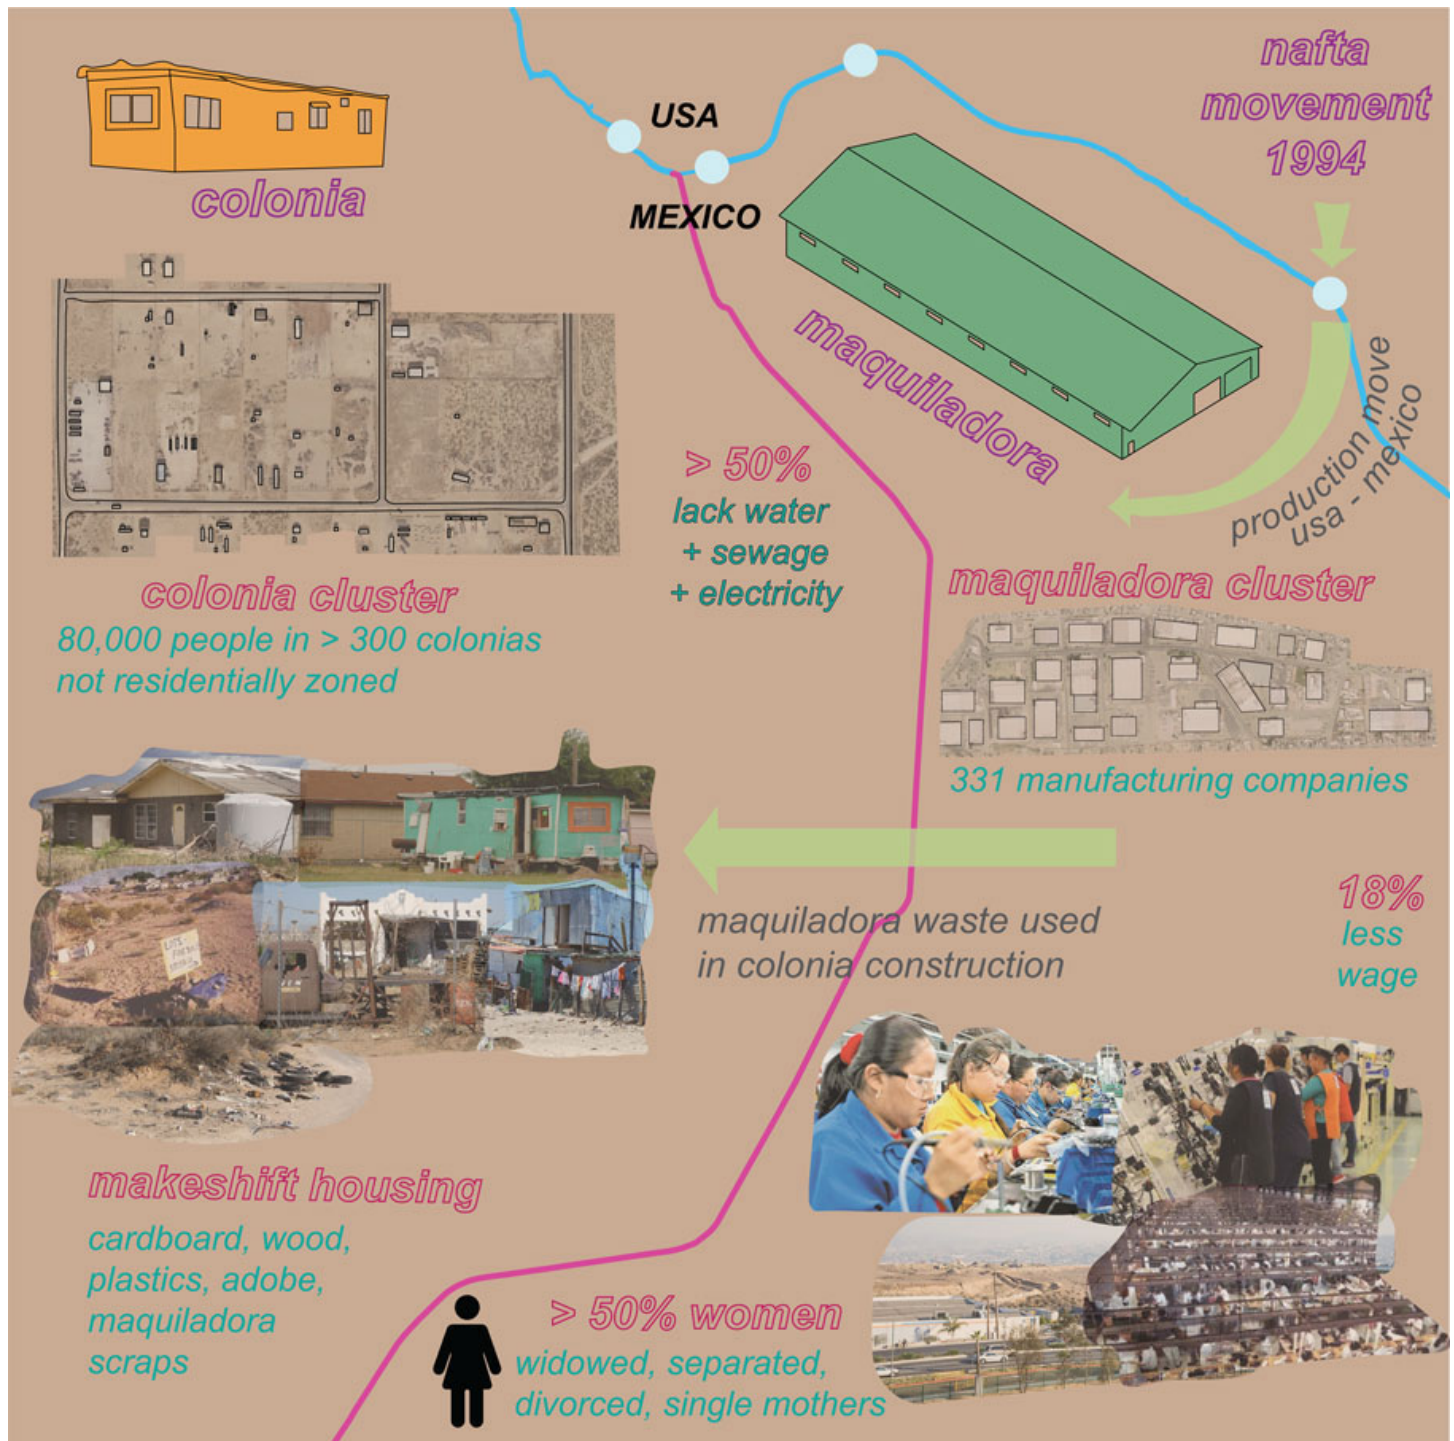 nafta
movement
1994
USA
MEXICO
colonia
maquiladora
production move
usa - mexico
> 50%
lack water
+ sewage
+ electricity
colonia cluster
80,000 people in > 300 colonias
not residentially zoned
maquiladora cluster
331 manufacturing companies
maquiladora waste used
in colonia construction
18%
less
wage
makeshift housing
cardboard, wood,
plastics, adobe,
maquiladora
scraps
> 50% women
widowed, separated,
divorced, single mothers